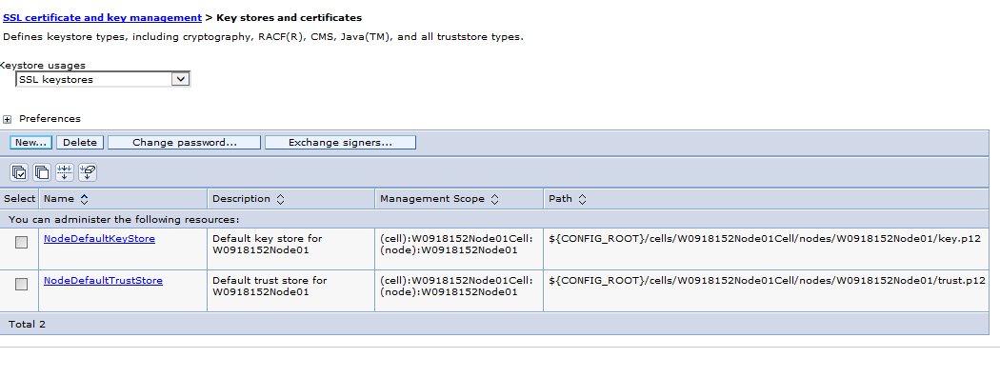 SSL certificate and key management > Key stores and certificates
Defines keystore types, including cryptography, RACF(R), CMS, Java(TM), and all truststore types.
Keystore usages
SSL keystores
Preferences
New... Delete Change password... Exchange signers...
Select Name Description Management Scope Path
You can administer the following resources:
NodeDefaultKeyStore Default key store for (cell):W0918152Node01Cell: ${CONFIG_ROOT}/cells/W0918152Node01Cell/nodes/W0918152Node01/key.p12
W0918152Node01 (node):W0918152Node01
NodeDefaultTrustStore Default trust store for (cell):W0918152Node01Cell: ${CONFIG_ROOT}/cells/W0918152Node01Cell/nodes/W0918152Node01/trust.p12
W0918152Node01 (node):W0918152Node01
Total 2